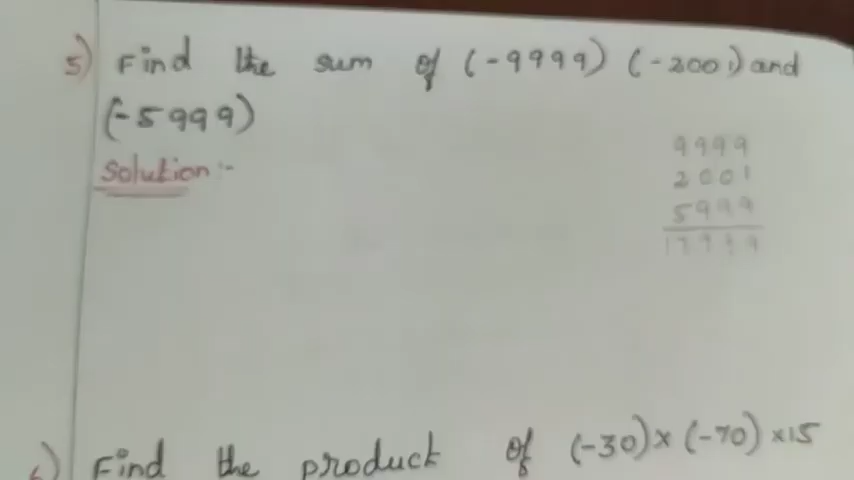 5) Find the sum of (-9999) (-2001) and
(-5999)
Solution:-
9999
2001
5999
17999
6) Find the product of (-30)×(-70)×15